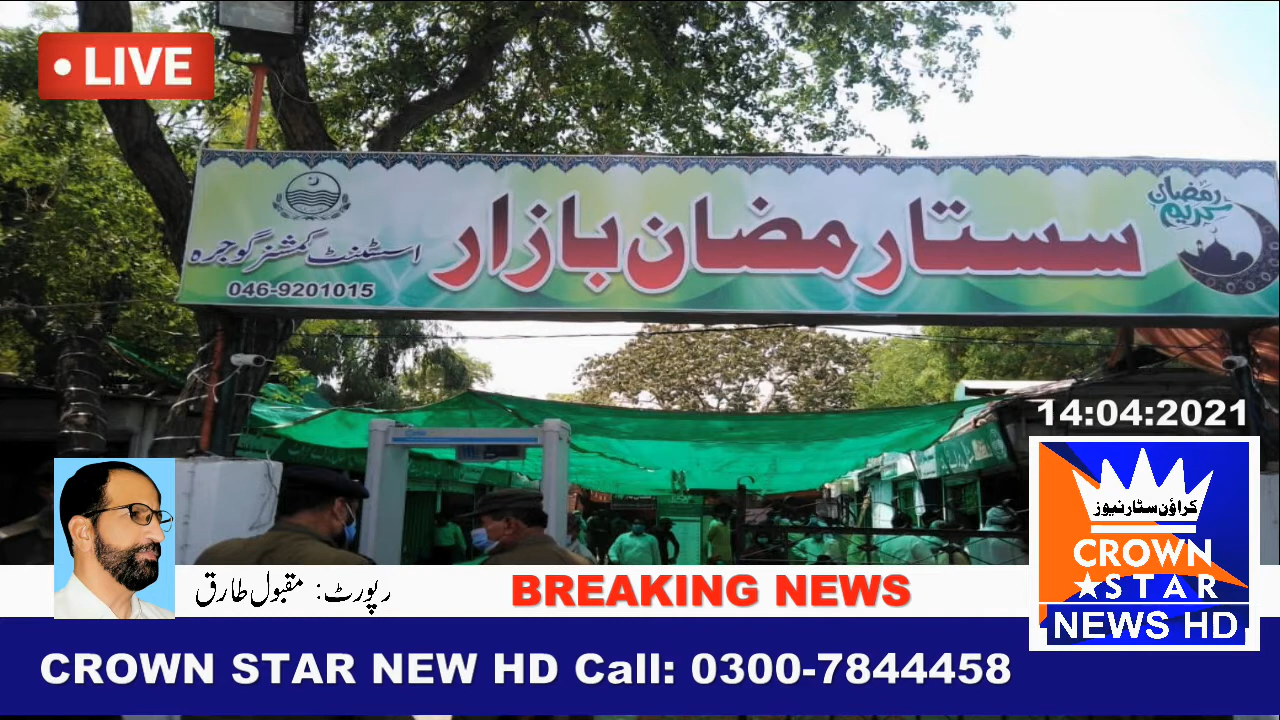 LIVE
رمضان
كريم
سستا رمضان بازار
اسسٹنٹ کمشنر گوجرہ
046-9201015
14:04:2021
کراؤن سٹار نیوز
CROWN
STAR
NEWS HD
رپورٹ: مقبول طارق
BREAKING NEWS
CROWN STAR NEW HD Call: 0300-7844458